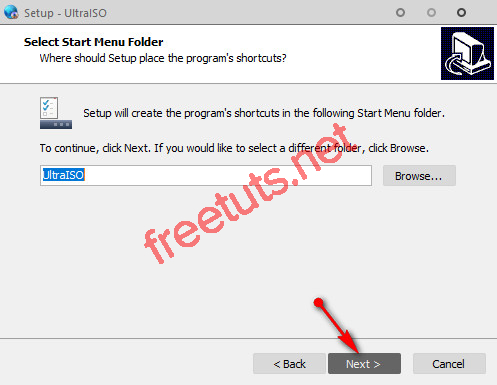 Setup - UltraISO
Select Start Menu Folder
Where should Setup place the program's shortcuts?
Setup will create the program's shortcuts in the following Start Menu folder.
To continue, click Next. If you would like to select a different folder, click Browse.
UltraISO
Browse...
freetuts.net
< Back
Next >
Cancel